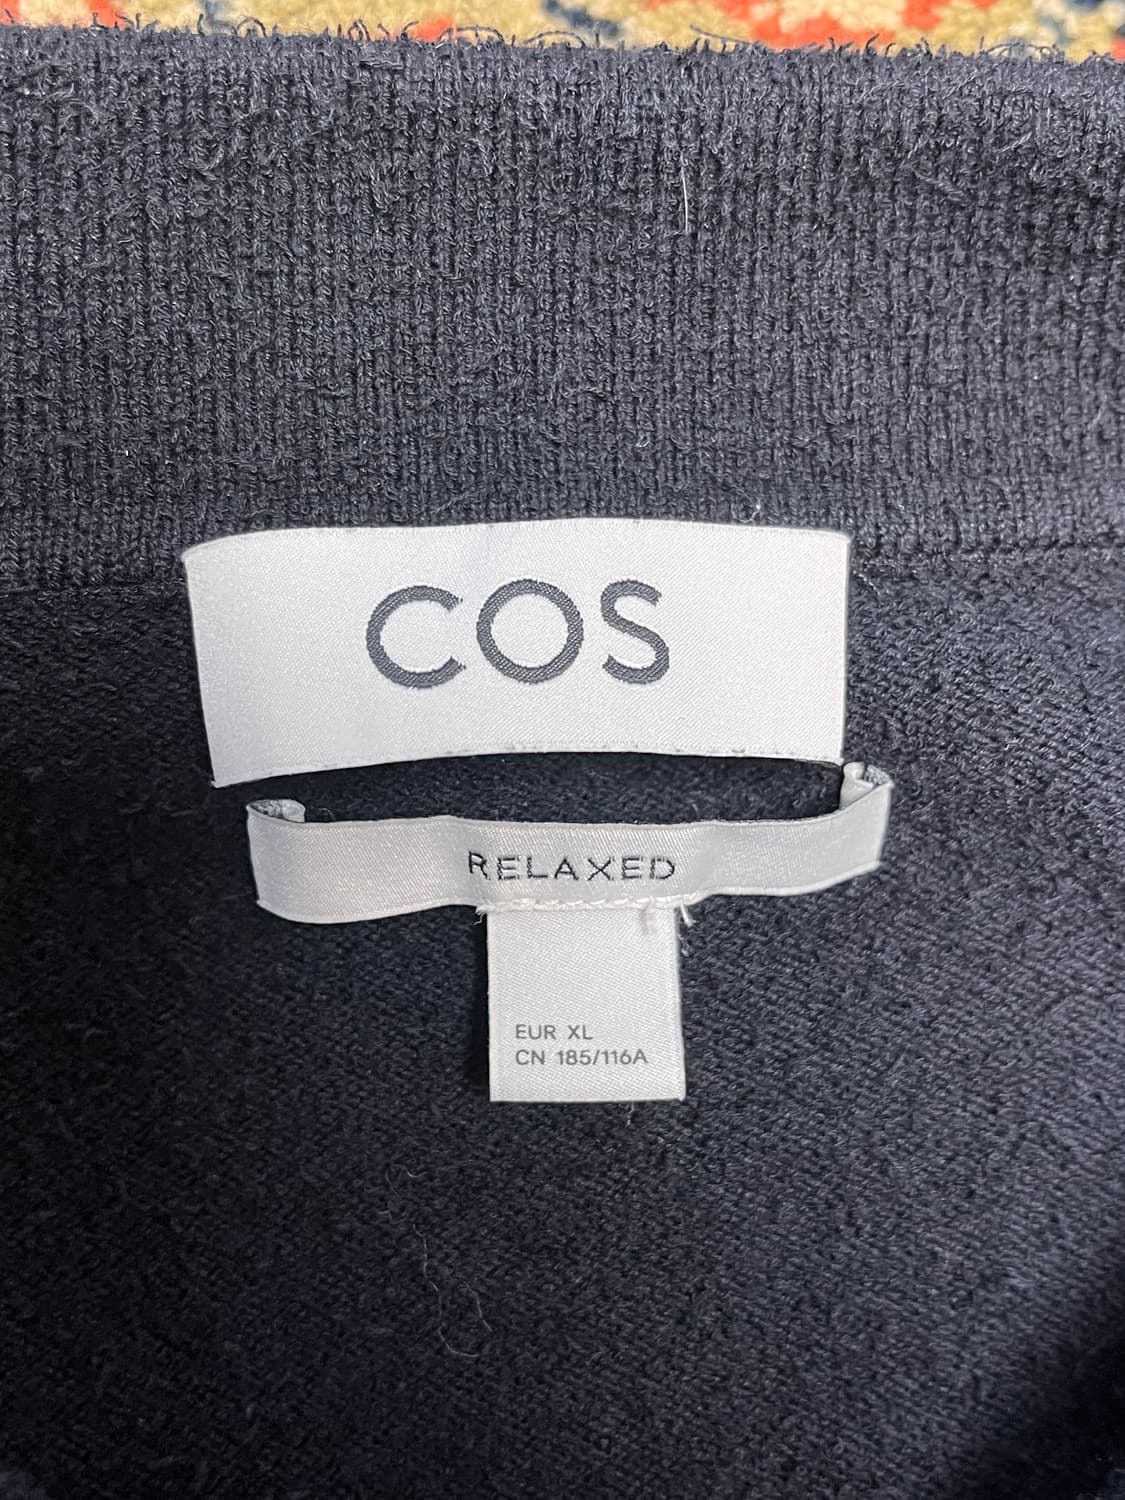 COS
RELAXED
EUR XL
CN 185/116A